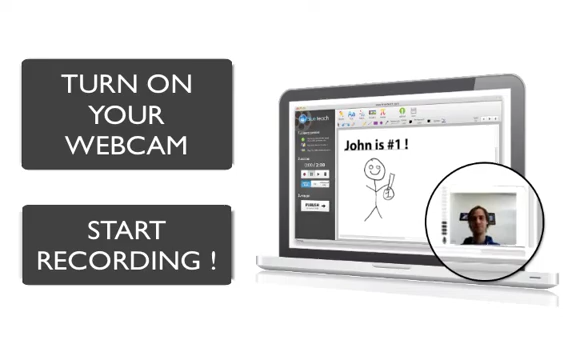 TURN ON
YOUR
WEBCAM
START
RECORDING !
John is #1 !